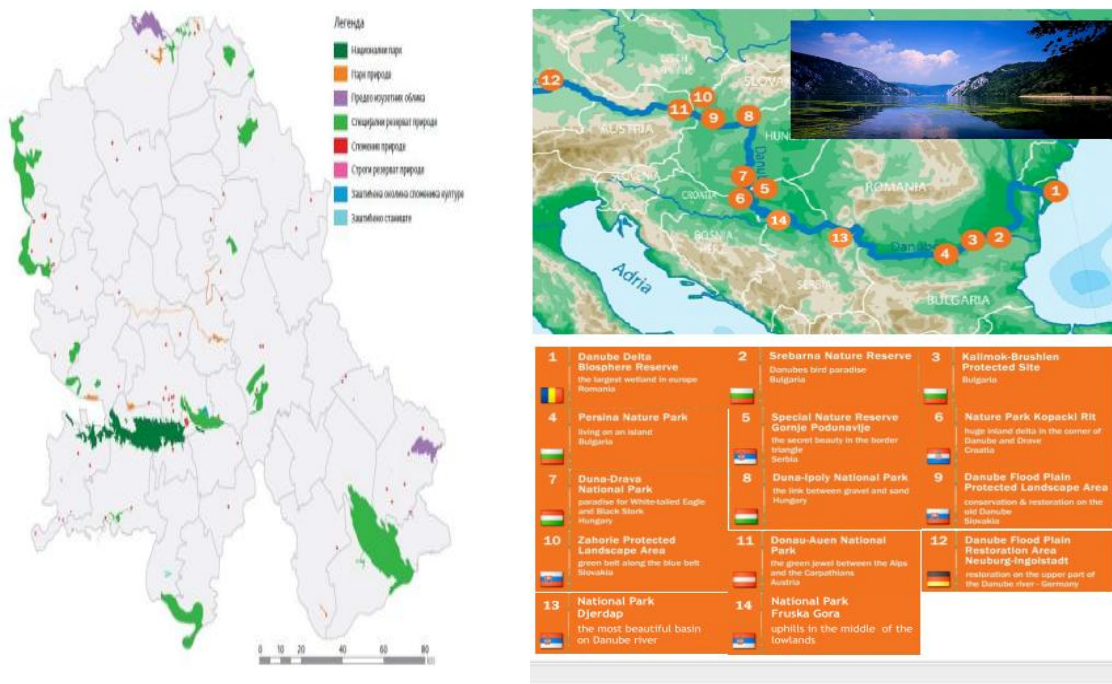 Легенда
Национални парк
Парк природе
Предео изузетних облика
Специјални резерват природе
Споменик природе
Строги резерват природе
Заштићена околина споменика културе
Заштићено станиште
0 10 20 40 60 80
12
11
10
9
8
7
6
5
14
13
4
3
2
1
AUSTRIA
SLOVENIA
CROATIA
BOSNIA
HERZ
SERBIA
ROMANIA
BULGARIA
Adria
1 Danube Delta
Biosphere Reserve
the largest wetland in europe
Romania
2 Srebarna Nature Reserve
Danubes bird paradise
Bulgaria
3 Kalimok-Brushlen
Protected Site
Bulgaria
4 Persina Nature Park
living on an island
Bulgaria
5 Special Nature Reserve
Gornje Podunavlje
the secret beauty in the border
triangle
Serbia
6 Nature Park Kopacki Rit
huge inland delta in the corner of
Danube and Drave
Croatia
7 Duna-Drava
National Park
paradise for White-tailed Eagle
and Black Stork
Hungary
8 Duna-Ipoly National Park
the link between gravel and sand
Hungary
9 Danube Flood Plain
Protected Landscape Area
conservation & restoration on the
old Danube
Slovakia
10 Zahorie Protected
Landscape Area
green belt along the blue belt
Slovakia
11 Donau-Auen National
Park
the green jewel between the Alps
and the Carpathians
Austria
12 Danube Flood Plain
Restoration Area
Neuburg-Ingolstadt
restoration on the upper part of
the Danube river - Germany
13 National Park
Djerdap
the most beautiful basin
on Danube river
14 National Park
Fruska Gora
uphills in the middle of the
lowlands